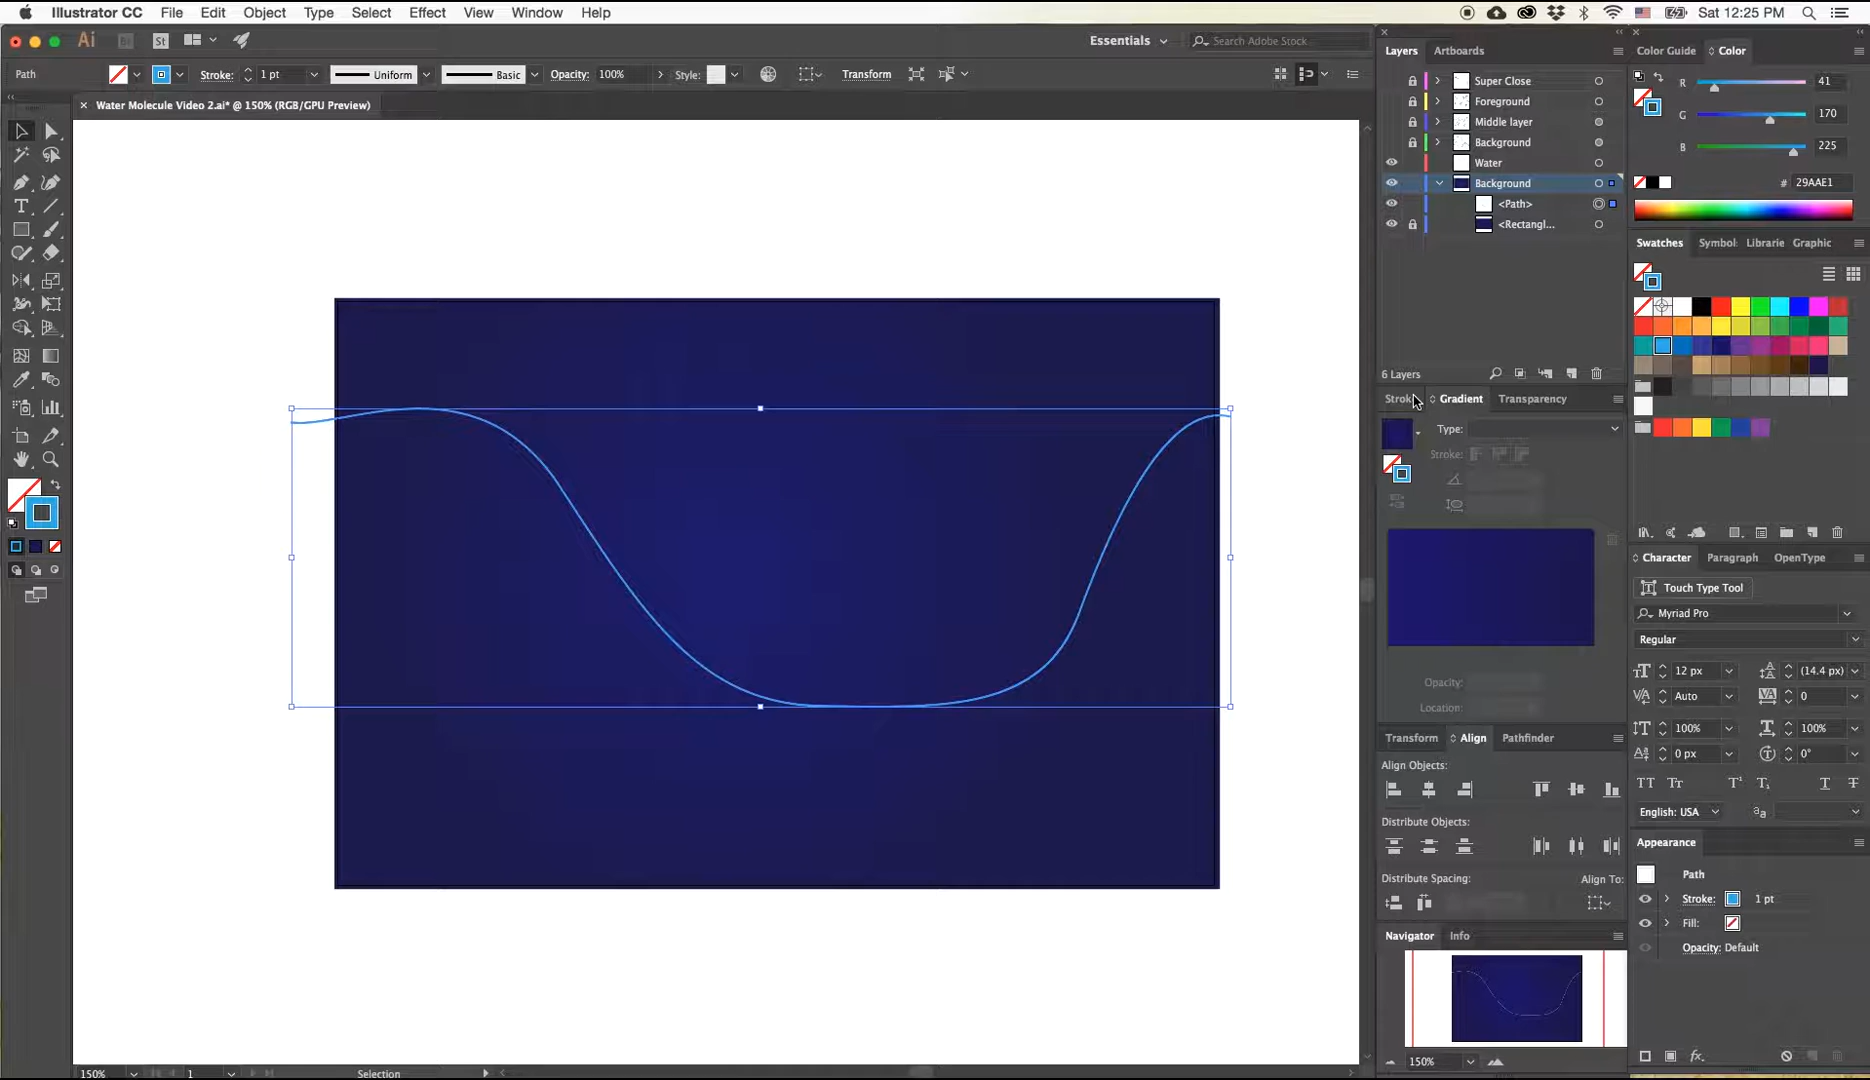 Illustrator CC File Edit Object Type Select Effect View Window Help Sat 12:25 PM
Ai Br St Essentials Search Adobe Stock
Path Stroke: 1 pt Uniform Basic Opacity: 100% Style: Transform
× Water Molecule Video 2.ai* @ 150% (RGB/GPU Preview)
Layers Artboards
Super Close
Foreground
Middle layer
Background
Water
Background
<Path>
<Rectangl...
6 Layers
Gradient Transparency
Type:
Stroke:
Opacity:
Location:
Transform Align Pathfinder
Align Objects:
Distribute Objects:
Distribute Spacing: Align To:
Navigator Info
150%
Color Guide Color
R 41
G 170
B 225
# 29AAE1
Swatches Symbol: Librarie Graphic
Character Paragraph OpenType
Touch Type Tool
Myriad Pro
Regular
12 px (14.4 px)
Auto 0
100% 100%
0 px 0°
English: USA
Appearance
Path
Stroke: 1 pt
Fill:
Opacity: Default
fx
150% 1 Selection